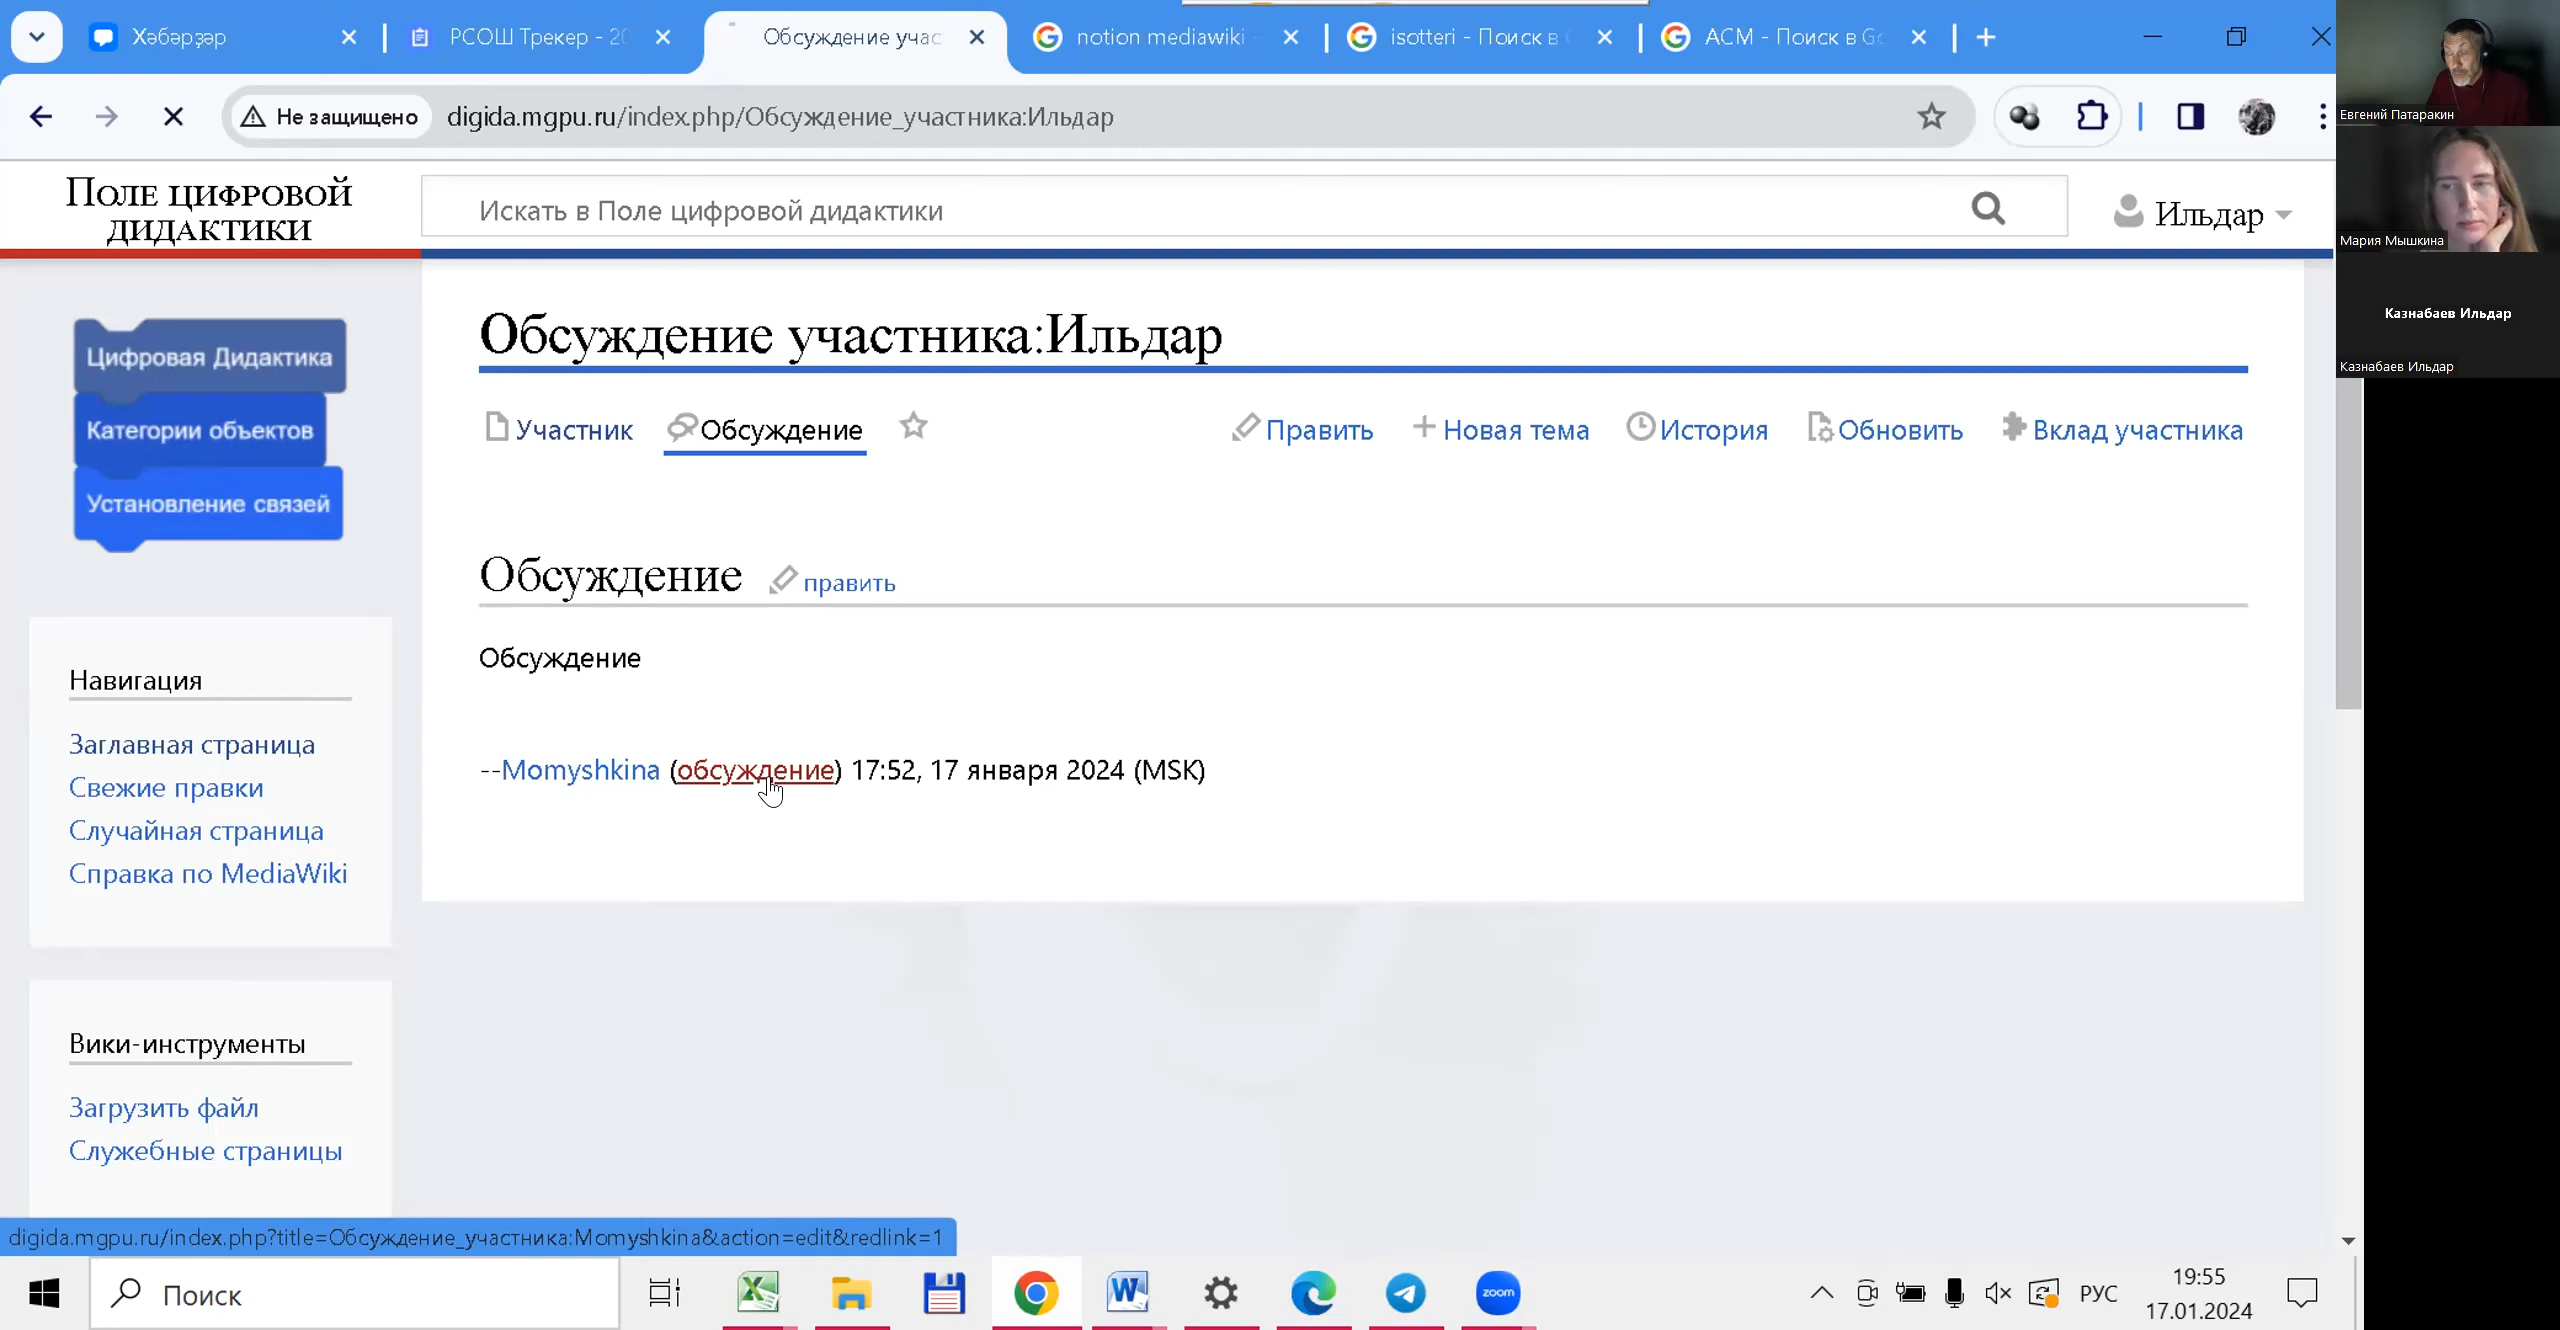 Хәбәрҙәр
РСОШ Трекер - 20
Обсуждение учас
notion mediawiki -
isotteri - Поиск в
ACM - Поиск в Go
Не защищено
digida.mgpu.ru/index.php/Обсуждение_участника:Ильдар
Евгений Патаракин
Мария Мышкина
Казнабаев Ильдар
Казнабаев Ильдар
Поле цифровой
дидактики
Искать в Поле цифровой дидактики
Ильдар
Цифровая Дидактика
Категории объектов
Установление связей
Обсуждение участника:Ильдар
Участник
Обсуждение
Править
Новая тема
История
Обновить
Вклад участника
Обсуждение
править
Обсуждение
--Momyshkina (обсуждение) 17:52, 17 января 2024 (MSK)
Навигация
Заглавная страница
Свежие правки
Случайная страница
Справка по MediaWiki
Вики-инструменты
Загрузить файл
Служебные страницы
digida.mgpu.ru/index.php?title=Обсуждение_участника:Momyshkina&action=edit&redlink=1
Поиск
zoom
РУС
19:55
17.01.2024